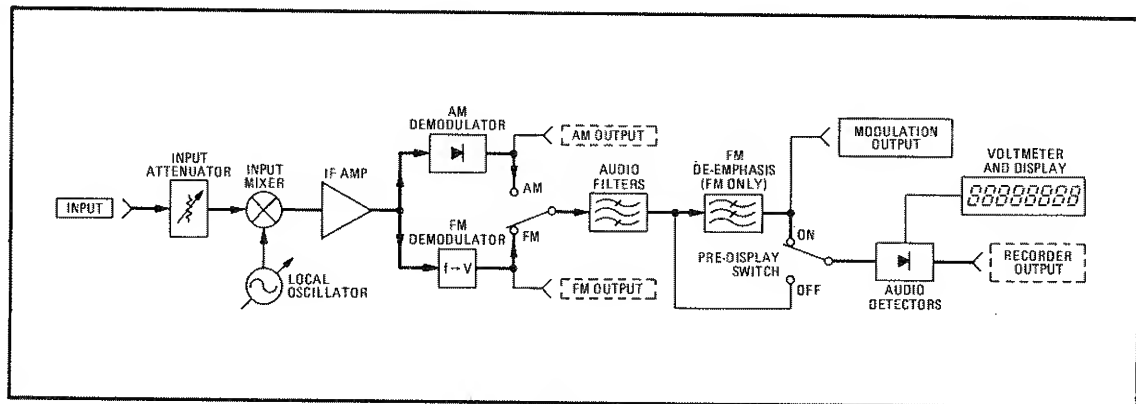 INPUT
INPUT
ATTENUATOR
INPUT
MIXER
LOCAL
OSCILLATOR
IF AMP
AM
DEMODULATOR
AM OUTPUT
AM
FM
DEMODULATOR
f→V
FM
FM OUTPUT
AUDIO
FILTERS
FM
DE-EMPHASIS
(FM ONLY)
MODULATION
OUTPUT
PRE-DISPLAY
SWITCH
ON
OFF
VOLTMETER
AND DISPLAY
88888888
AUDIO
DETECTORS
RECORDER
OUTPUT